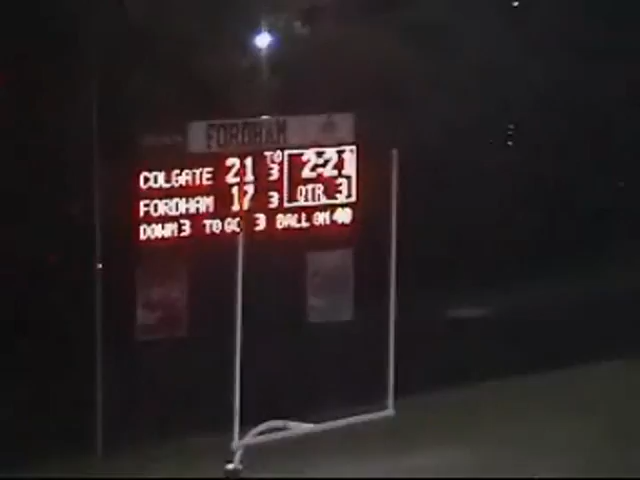 FORDHAM
COLGATE 21 TO 3 2:21
FORDHAM 17 3 QTR 3
DOWN 3 TO GO 3 BALL ON 40